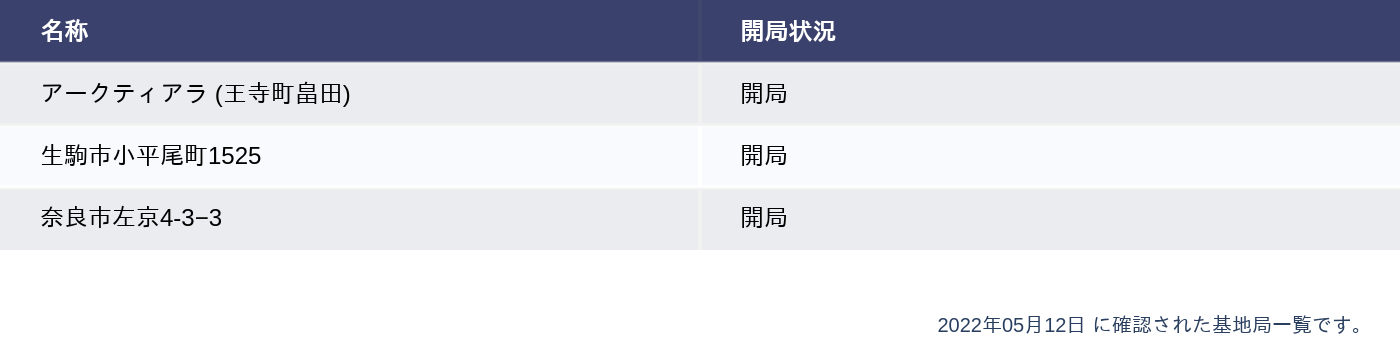 名称 開局状況
アークティアラ (王寺町畠田) 開局
生駒市小平尾町1525 開局
奈良市左京4-3−3 開局
2022年05月12日 に確認された基地局一覧です。